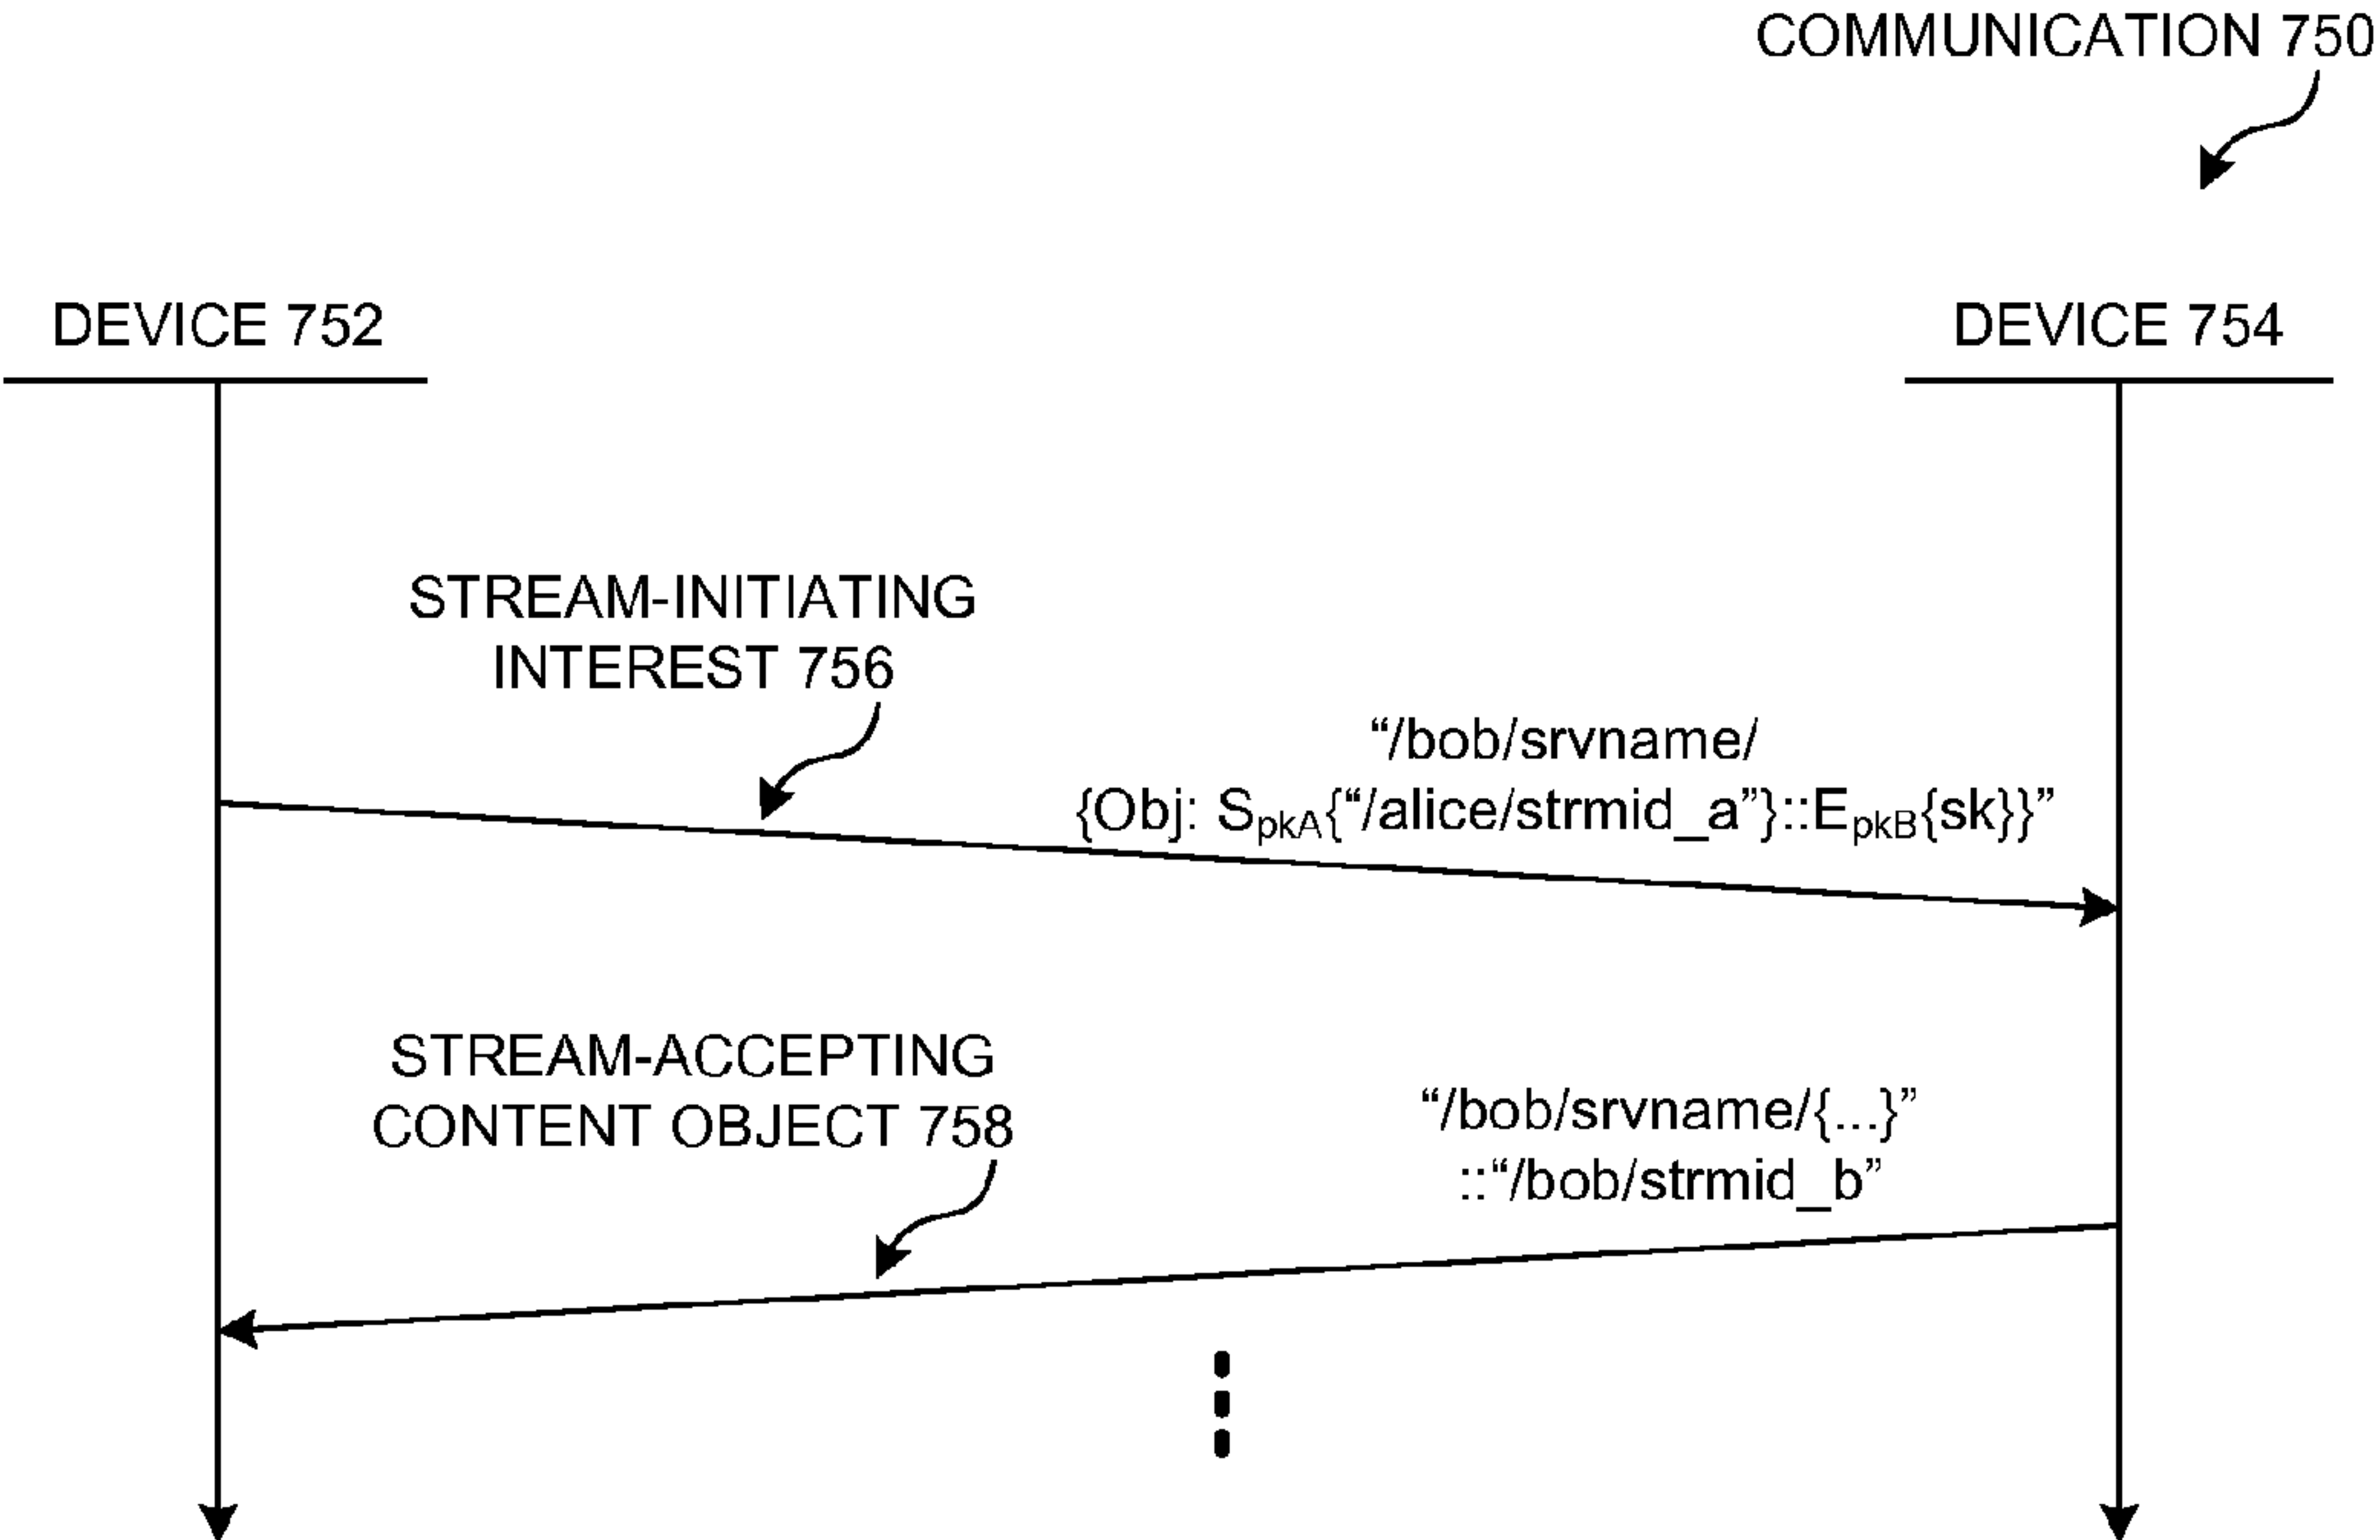 COMMUNICATION 750
DEVICE 752
DEVICE 754
STREAM-INITIATING
INTEREST 756
“/bob/srvname/
{Obj: SpkA{“/alice/strmid_a”}::EpkB{sk}}”
STREAM-ACCEPTING
CONTENT OBJECT 758
“/bob/srvname/{...}”
::“/bob/strmid_b”